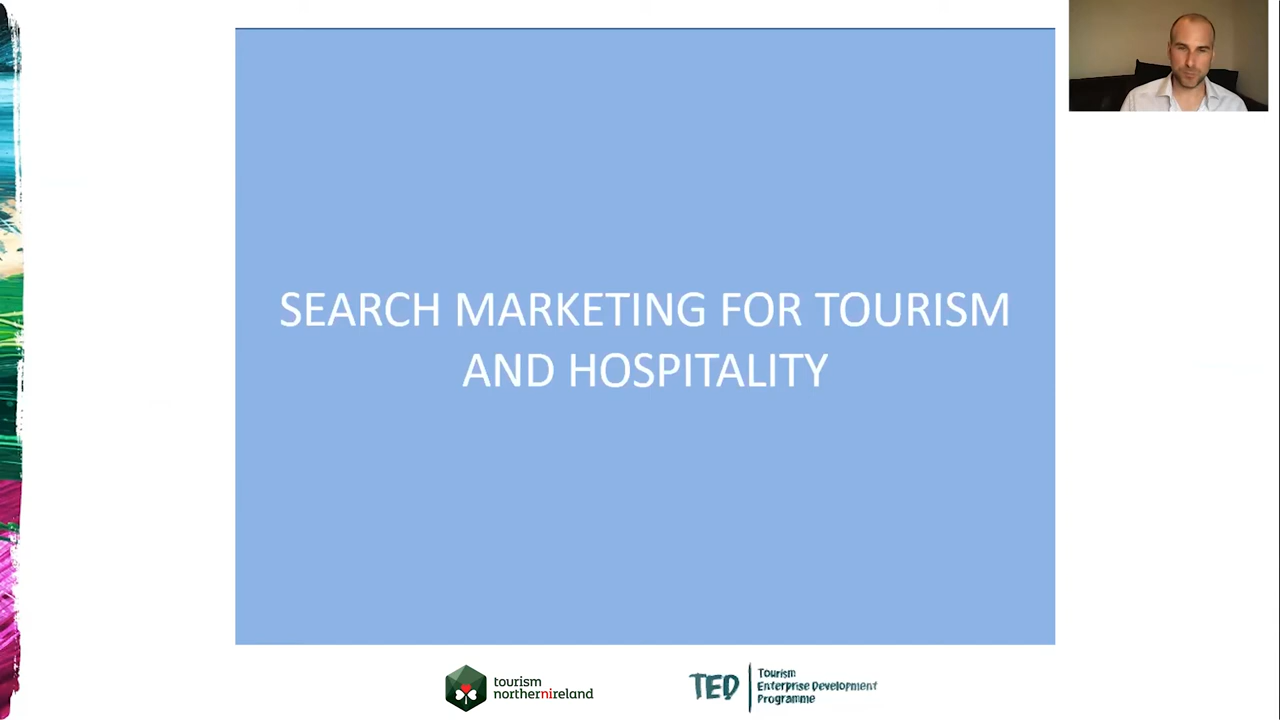 SEARCH MARKETING FOR TOURISM
AND HOSPITALITY
tourism
northernireland
TED
Tourism
Enterprise Development
Programme